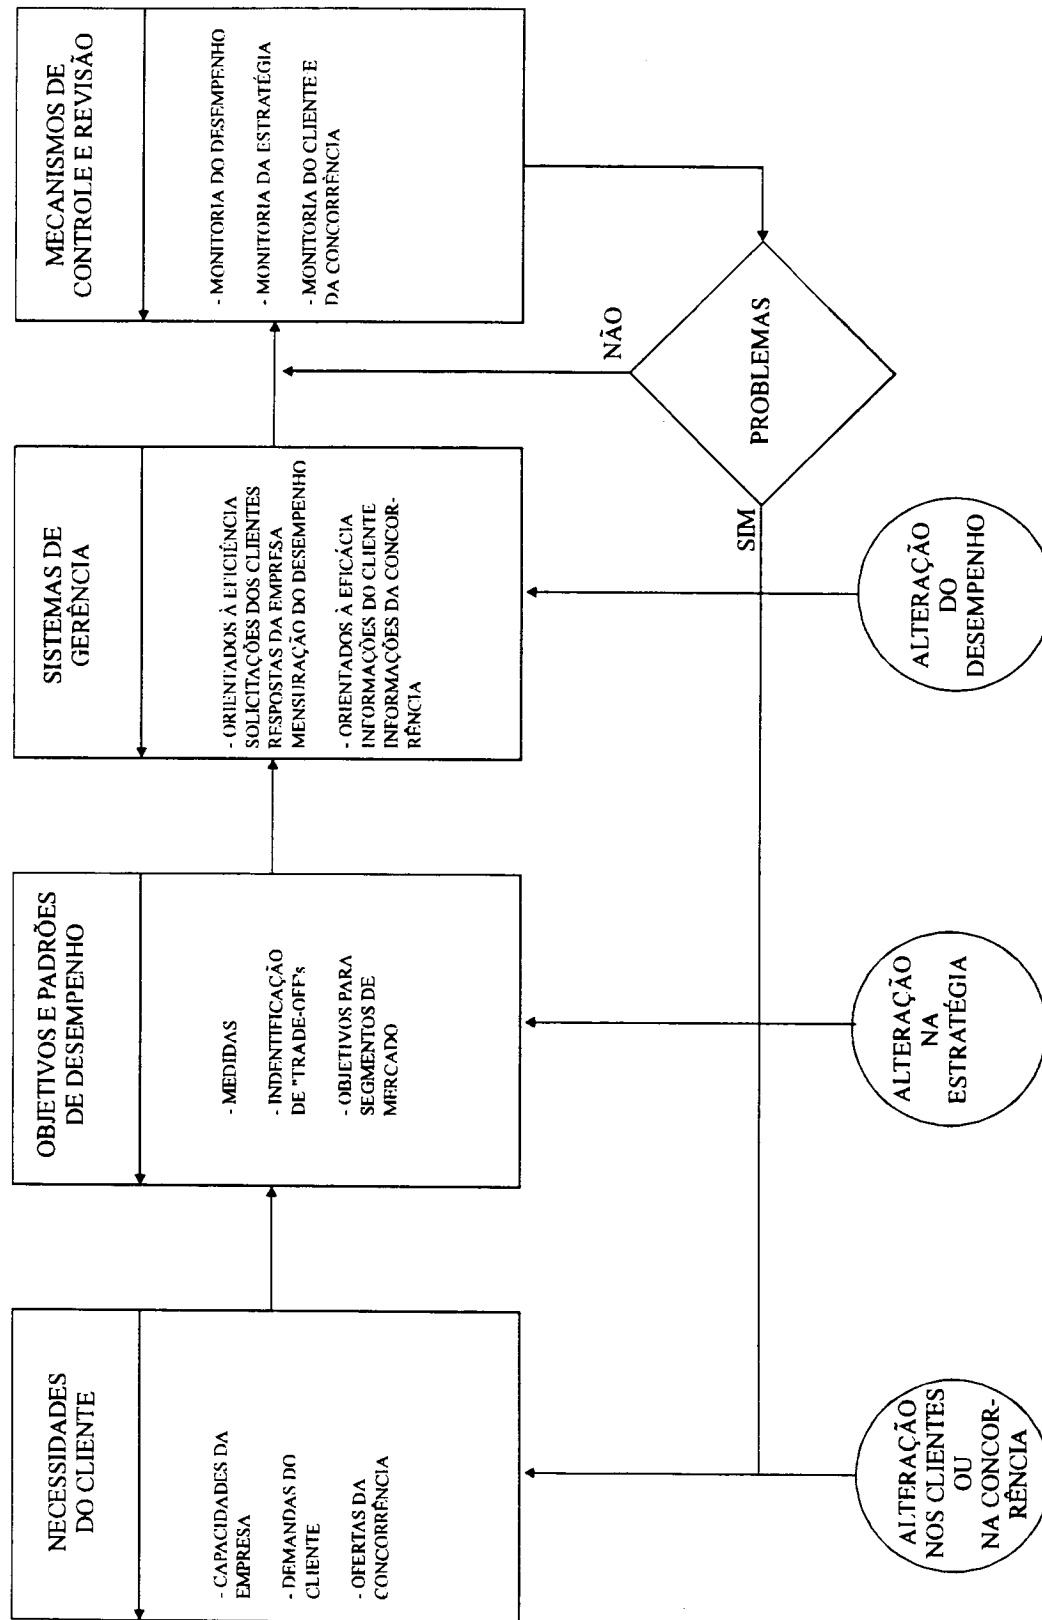 NECESSIDADES
DO CLIENTE
- CAPACIDADES DA
EMPRESA
- DEMANDAS DO
CLIENTE
- OFERTAS DA
CONCORRÊNCIA
OBJETIVOS E PADRÕES
DE DESEMPENHO
- MEDIDAS
- INDENTIFICAÇÃO
DE "TRADE-OFF's
- OBJETIVOS PARA
SEGMENTOS DE
MERCADO
SISTEMAS DE
GERÊNCIA
- ORIENTADOS À EFICIÊNCIA
SOLICITAÇÕES DOS CLIENTES
RESPOSTAS DA EMPRESA
MENSURAÇÃO DO DESEMPENHO
- ORIENTADOS À EFICÁCIA
INFORMAÇÕES DO CLIENTE
INFORMAÇÕES DA CONCOR-
RÊNCIA
MECANISMOS DE
CONTROLE E REVISÃO
- MONITORIA DO DESEMPENHO
- MONITORIA DA ESTRATÉGIA
- MONITORIA DO CLIENTE E
DA CONCORRÊNCIA
NÃO
PROBLEMAS
SIM
ALTERAÇÃO
NOS CLIENTES
OU
NA CONCOR-
RÊNCIA
ALTERAÇÃO
NA
ESTRATÉGIA
ALTERAÇÃO
DO
DESEMPENHO